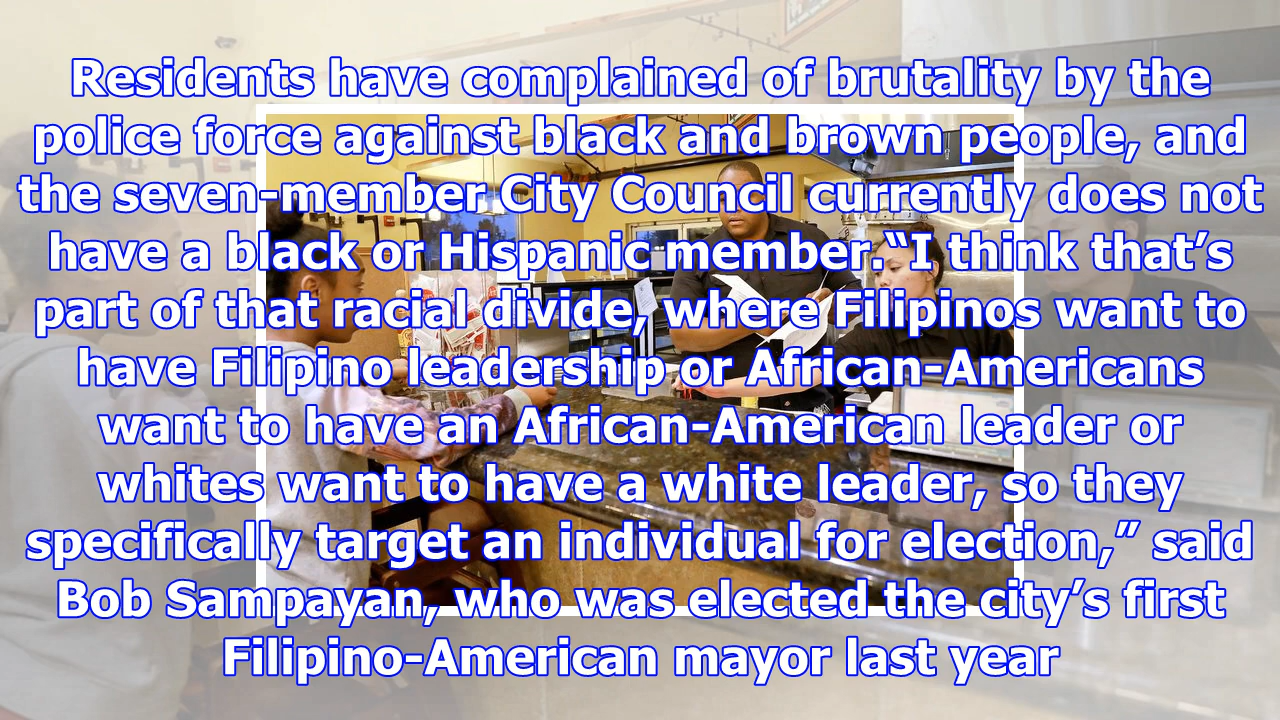 Residents have complained of brutality by the
police force against black and brown people, and
the seven-member City Council currently does not
have a black or Hispanic member.“I think that’s
part of that racial divide, where Filipinos want to
have Filipino leadership or African-Americans
want to have an African-American leader or
whites want to have a white leader, so they
specifically target an individual for election,” said
Bob Sampayan, who was elected the city’s first
Filipino-American mayor last year